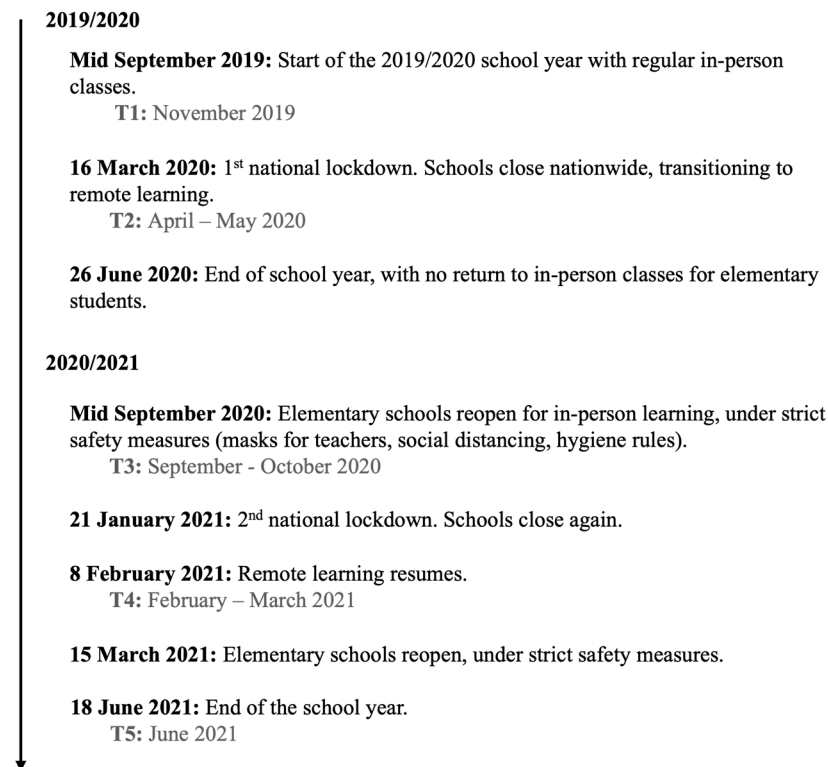 2019/2020
Mid September 2019: Start of the 2019/2020 school year with regular in-person
classes.
T1: November 2019
16 March 2020: 1st national lockdown. Schools close nationwide, transitioning to
remote learning.
T2: April – May 2020
26 June 2020: End of school year, with no return to in-person classes for elementary
students.
2020/2021
Mid September 2020: Elementary schools reopen for in-person learning, under strict
safety measures (masks for teachers, social distancing, hygiene rules).
T3: September - October 2020
21 January 2021: 2nd national lockdown. Schools close again.
8 February 2021: Remote learning resumes.
T4: February – March 2021
15 March 2021: Elementary schools reopen, under strict safety measures.
18 June 2021: End of the school year.
T5: June 2021